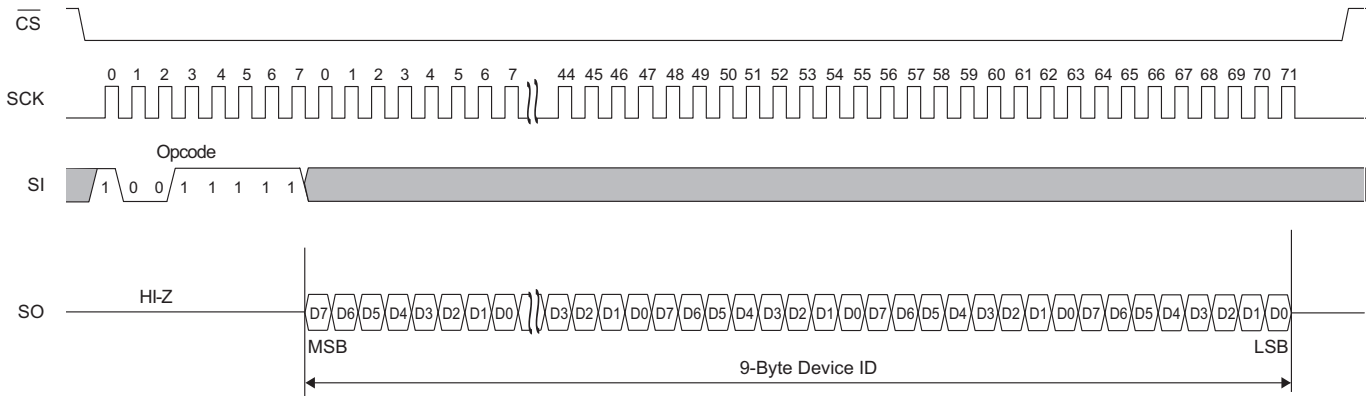 CS
0 1 2 3 4 5 6 7 0 1 2 3 4 5 6 7 44 45 46 47 48 49 50 51 52 53 54 55 56 57 58 59 60 61 62 63 64 65 66 67 68 69 70 71
SCK
Opcode
SI 1 0 0 1 1 1 1 1
HI-Z
SO D7 D6 D5 D4 D3 D2 D1 D0 D3 D2 D1 D0 D7 D6 D5 D4 D3 D2 D1 D0 D7 D6 D5 D4 D3 D2 D1 D0 D7 D6 D5 D4 D3 D2 D1 D0
MSB LSB
9-Byte Device ID